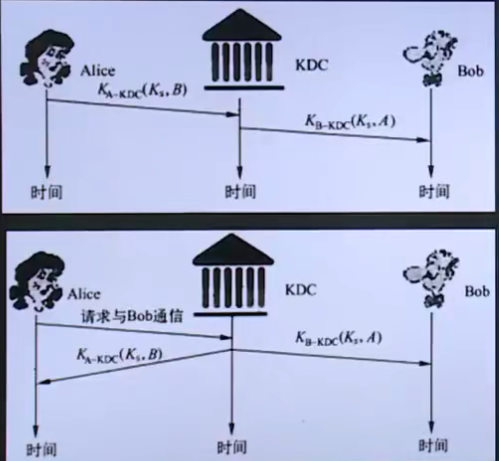 Alice
KDC
Bob
K_A-KDC(K_s, B)
K_B-KDC(K_s, A)
时间
时间
时间
Alice
KDC
Bob
请求与Bob通信
K_A-KDC(K_s, B)
K_B-KDC(K_s, A)
时间
时间
时间